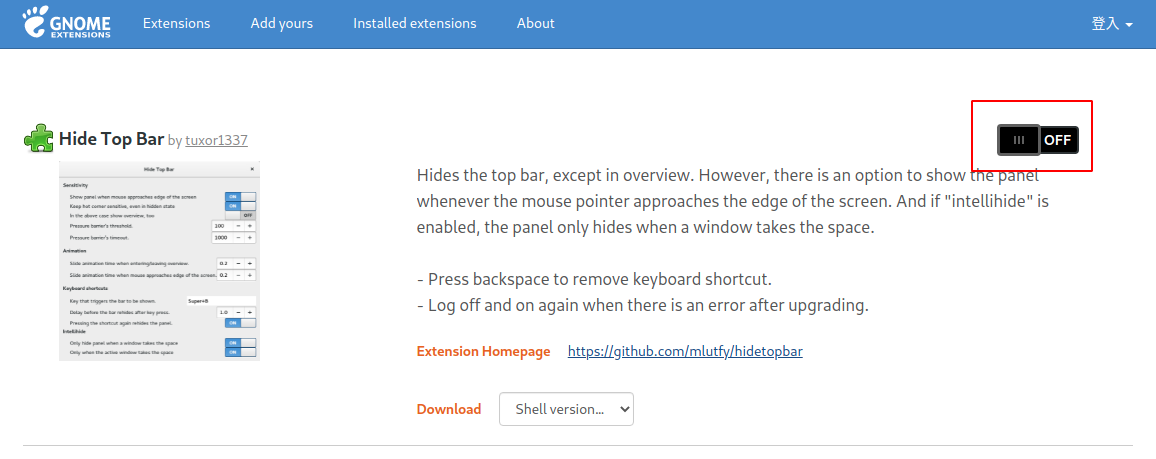 GNOME
EXTENSIONS
Extensions
Add yours
Installed extensions
About
登入
Hide Top Bar by tuxor1337
OFF
Hide Top Bar
Sensitivity
Show panel when mouse approaches edge of the screen
ON
Keep hot corner sensitive, even in hidden state
ON
In the above case show overview, too.
OFF
Pressure barrier's threshold.
100 − +
Pressure barrier's timeout.
1000 − +
Animation
Slide animation time when entering/leaving overview.
0.2 − +
Slide animation time when mouse approaches edge of the screen.
0.2 − +
Keyboard shortcuts
Key that triggers the bar to be shown.
Super+B
Delay before the bar rehides after key press.
1.0 − +
Pressing the shortcut again rehides the panel.
ON
Intellihide
Only hide panel when a window takes the space
ON
Only when the active window takes the space
ON
Hides the top bar, except in overview. However, there is an option to show the panel
whenever the mouse pointer approaches the edge of the screen. And if "intellihide" is
enabled, the panel only hides when a window takes the space.
- Press backspace to remove keyboard shortcut.
- Log off and on again when there is an error after upgrading.
Extension Homepage https://github.com/mlutfy/hidetopbar
Download Shell version...